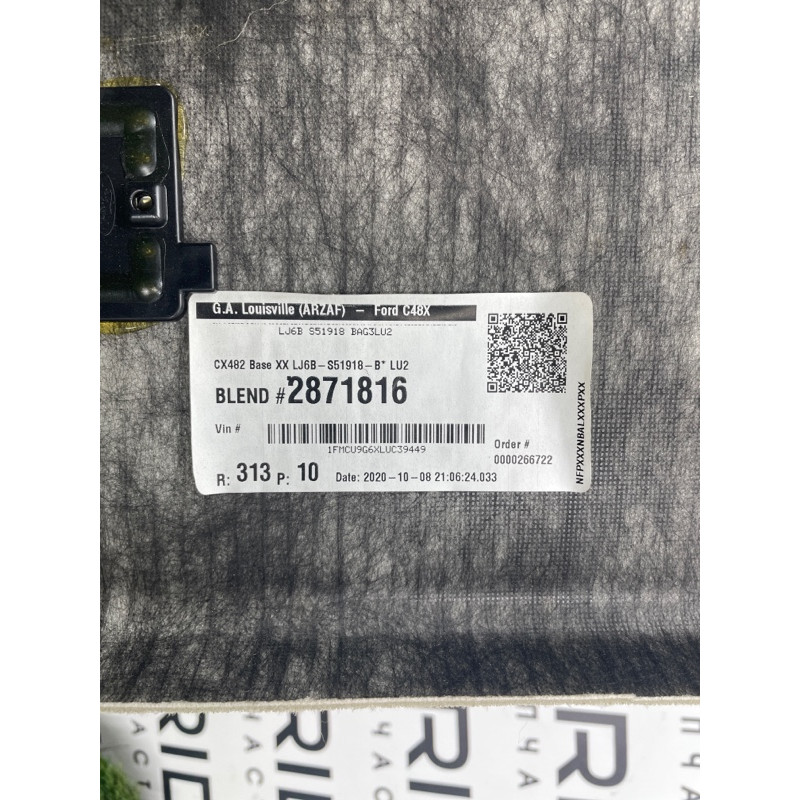 G.A. Louisville (ARZAF) – Ford C48X
LJ6B S51918 BAG3LU2
CX482 Base XX LJ6B-S51918-B* LU2
BLEND #2871816
Vin #
1FMCU9G6XLUC39449
Order #
0000266722
R: 313 P: 10 Date: 2020-10-08 21:06:24.033
NFPXXXNBALXXXPXX